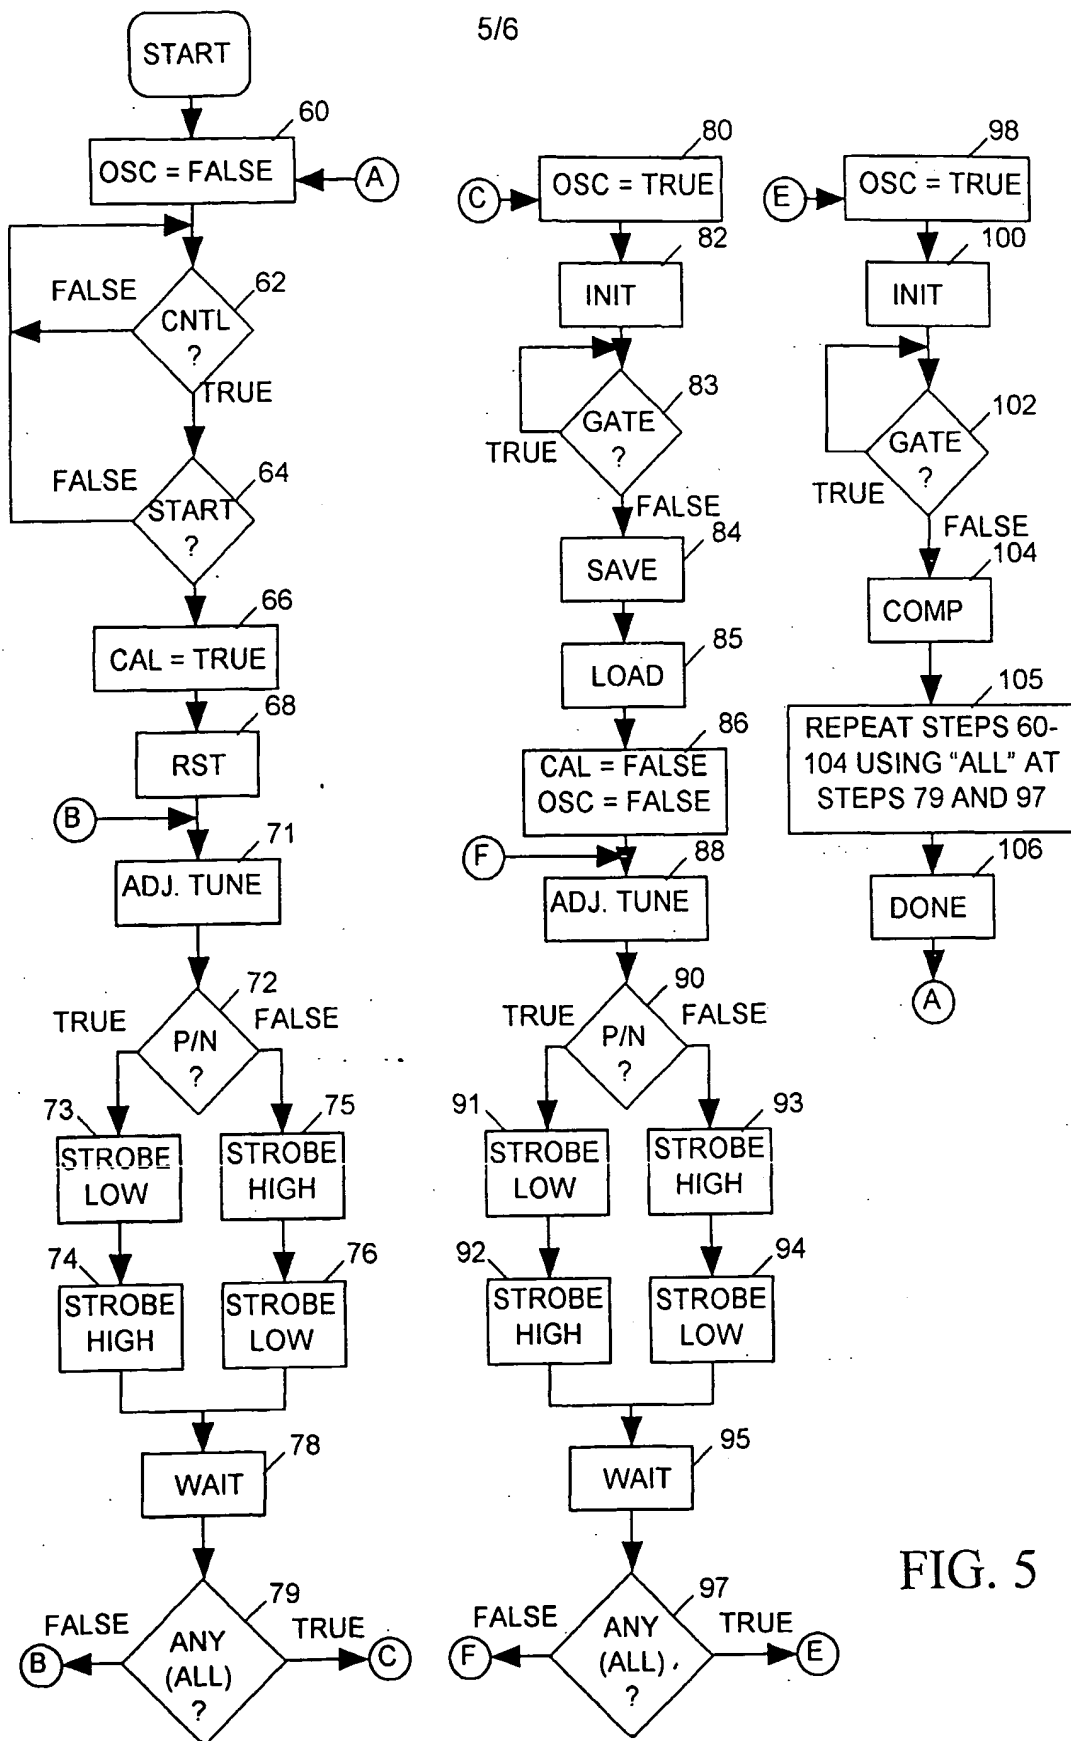 5/6
START
60
OSC = FALSE
A
FALSE
62
CNTL
?
TRUE
FALSE
64
START
?
66
CAL = TRUE
68
RST
B
71
ADJ. TUNE
72
TRUE
FALSE
P/N
?
73
STROBE
LOW
75
STROBE
HIGH
74
STROBE
HIGH
76
STROBE
LOW
78
WAIT
79
FALSE
TRUE
ANY
(ALL)
?
B
C
80
C
OSC = TRUE
82
INIT
83
GATE
?
TRUE
FALSE
84
SAVE
85
LOAD
86
CAL = FALSE
OSC = FALSE
F
88
ADJ. TUNE
90
TRUE
FALSE
P/N
?
91
STROBE
LOW
93
STROBE
HIGH
92
STROBE
HIGH
94
STROBE
LOW
95
WAIT
97
FALSE
TRUE
ANY
(ALL)
?
F
E
98
E
OSC = TRUE
100
INIT
102
GATE
?
TRUE
FALSE
104
COMP
105
REPEAT STEPS 60-
104 USING "ALL" AT
STEPS 79 AND 97
106
DONE
A
FIG. 5